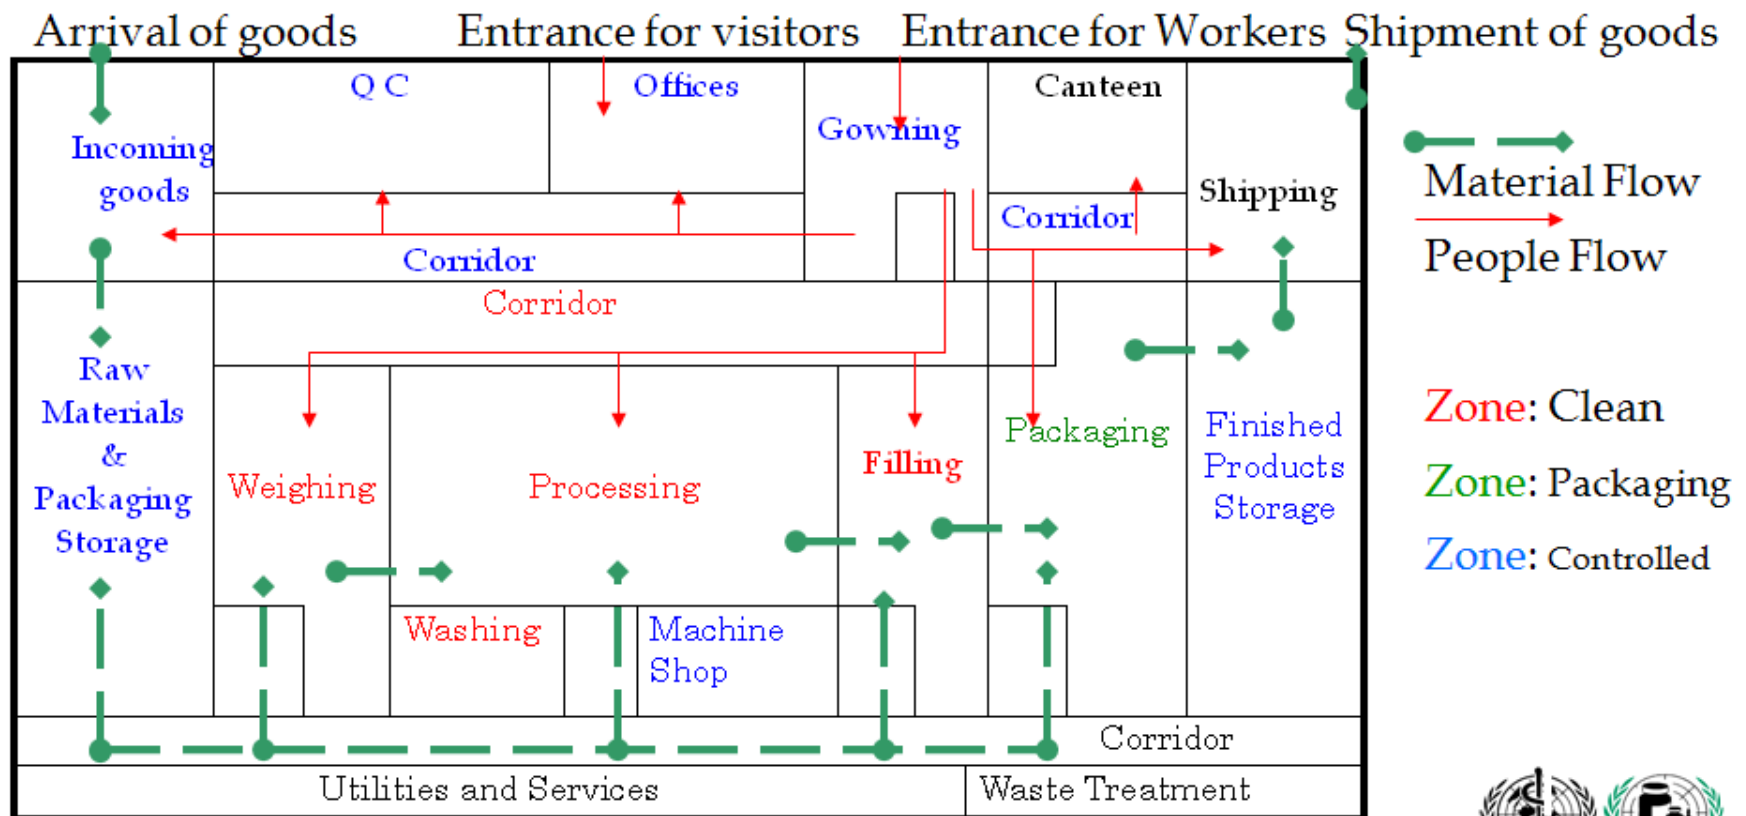 Arrival of goods
Entrance for visitors
Entrance for Workers
Shipment of goods
Q C
Offices
Canteen
Gowning
Incoming
goods
Shipping
Corridor
Corridor
Corridor
Material Flow
People Flow
Raw
Materials
&
Packaging
Storage
Weighing
Processing
Filling
Packaging
Finished
Products
Storage
Zone: Clean
Zone: Packaging
Zone: Controlled
Washing
Machine
Shop
Corridor
Utilities and Services
Waste Treatment